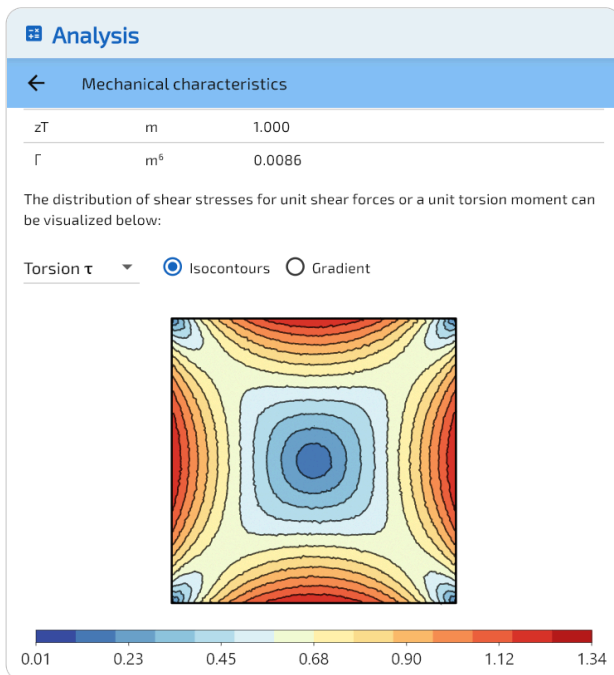 Analysis
Mechanical characteristics
zT m 1.000
Γ m⁶ 0.0086
The distribution of shear stresses for unit shear forces or a unit torsion moment can
be visualized below:
Torsion τ Isocontours Gradient
0.01 0.23 0.45 0.68 0.90 1.12 1.34